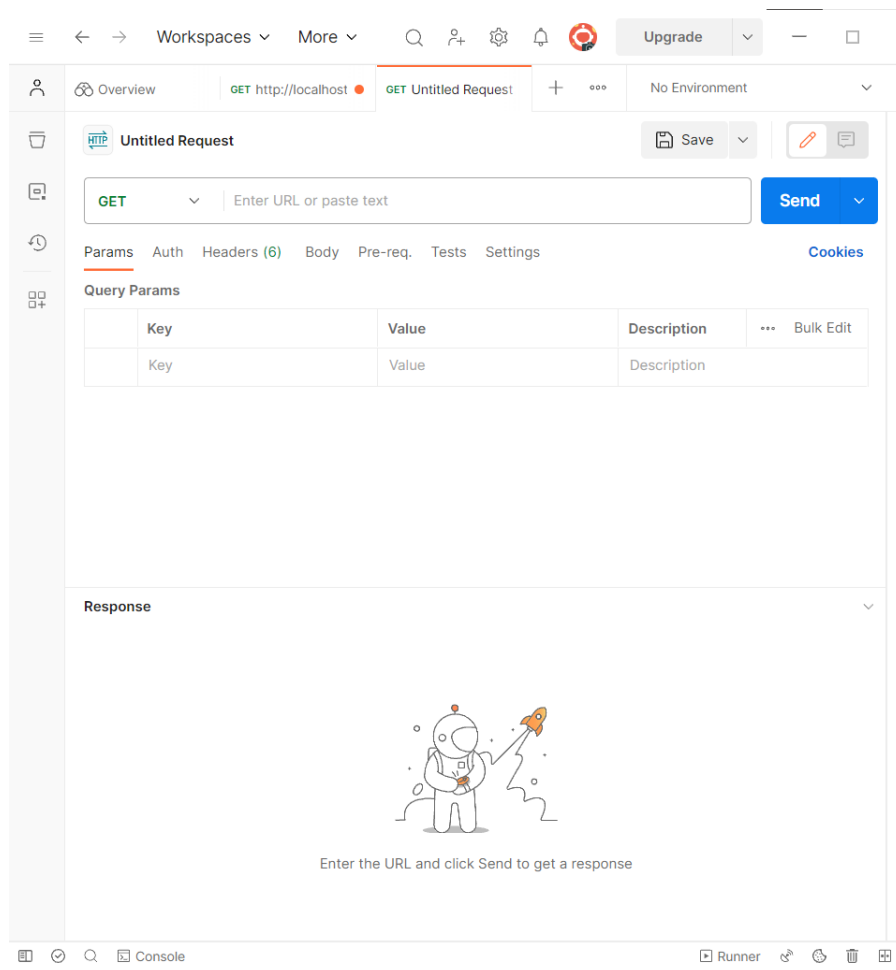 Workspaces More Upgrade
Overview GET http://localhost GET Untitled Request No Environment
HTTP Untitled Request Save
GET Enter URL or paste text Send
Params Auth Headers (6) Body Pre-req. Tests Settings Cookies
Query Params
Key Value Description Bulk Edit
Key Value Description
Response
Enter the URL and click Send to get a response
Console Runner